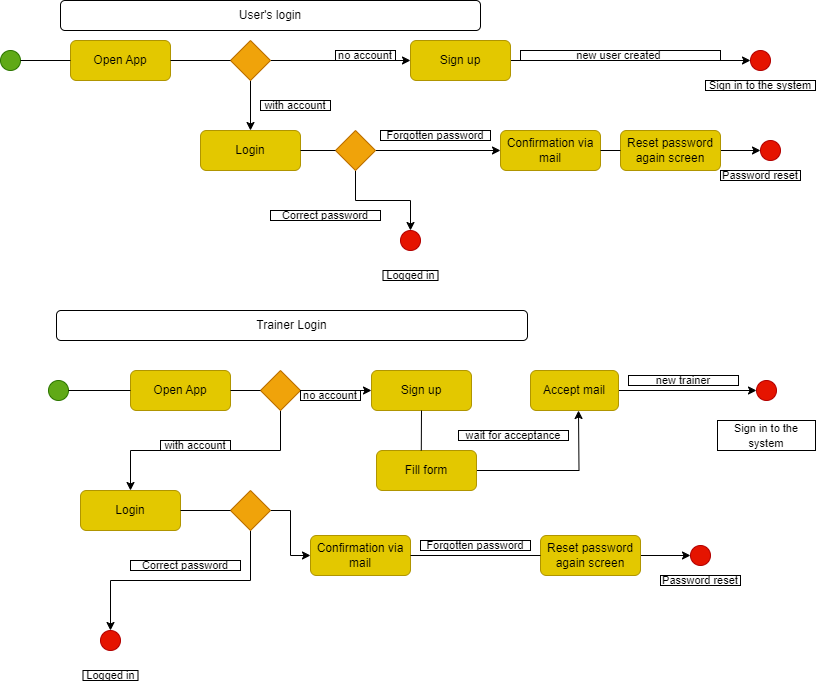 User's login
Open App
no account
Sign up
new user created
Sign in to the system
with account
Login
Forgotten password
Confirmation via
mail
Reset password
again screen
Password reset
Correct password
Logged in
Trainer Login
Open App
no account
Sign up
Accept mail
new trainer
Sign in to the
system
with account
wait for acceptance
Fill form
Login
Confirmation via
mail
Forgotten password
Reset password
again screen
Password reset
Correct password
Logged in